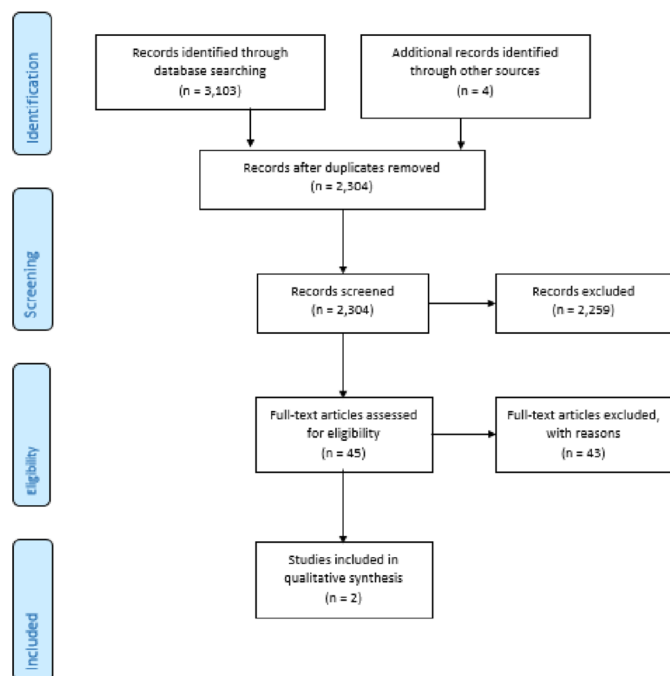 Identification
Records identified through
database searching
(n = 3,103)
Additional records identified
through other sources
(n = 4)
Records after duplicates removed
(n = 2,304)
Screening
Records screened
(n = 2,304)
Records excluded
(n = 2,259)
Eligibility
Full-text articles assessed
for eligibility
(n = 45)
Full-text articles excluded,
with reasons
(n = 43)
Included
Studies included in
qualitative synthesis
(n = 2)